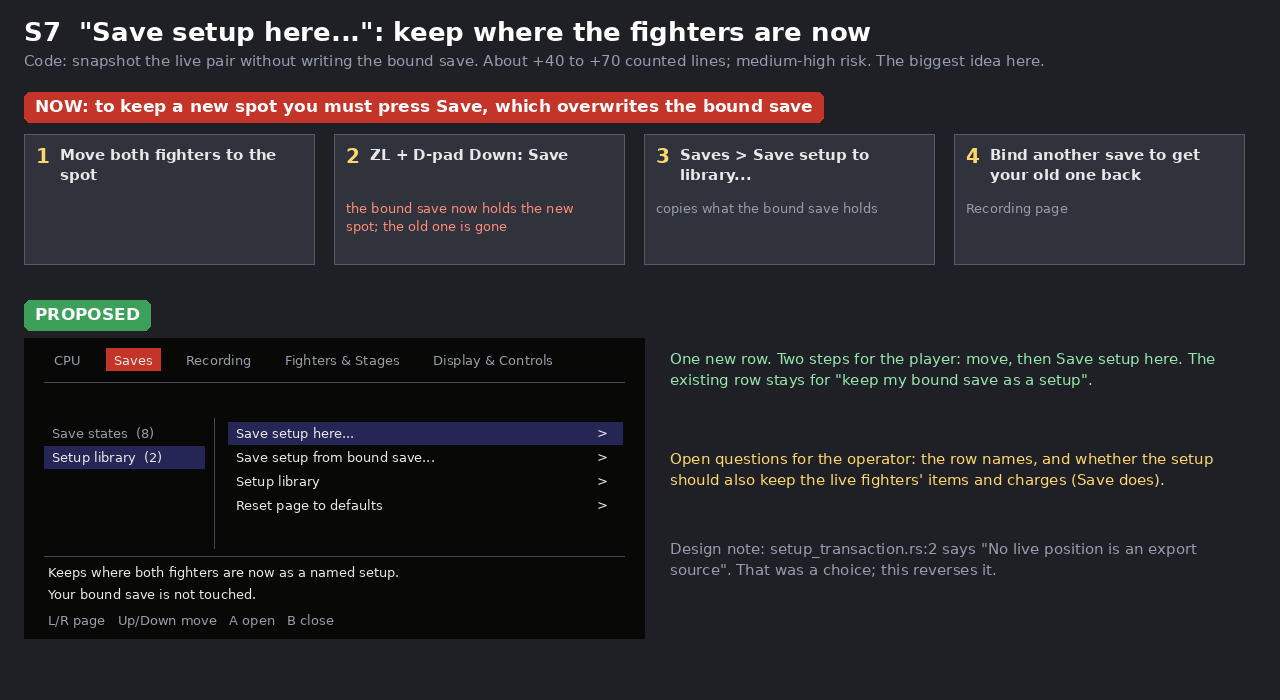 S7 "Save setup here...": keep where the fighters are now
Code: snapshot the live pair without writing the bound save. About +40 to +70 counted lines; medium-high risk. The biggest idea here.
NOW: to keep a new spot you must press Save, which overwrites the bound save
1 Move both fighters to the
spot
2 ZL + D-pad Down: Save
the bound save now holds the new
spot; the old one is gone
3 Saves > Save setup to
library...
copies what the bound save holds
4 Bind another save to get
your old one back
Recording page
PROPOSED
CPU Saves Recording Fighters & Stages Display & Controls
Save states (8)
Setup library (2)
Save setup here... >
Save setup from bound save... >
Setup library >
Reset page to defaults >
Keeps where both fighters are now as a named setup.
Your bound save is not touched.
L/R page Up/Down move A open B close
One new row. Two steps for the player: move, then Save setup here. The
existing row stays for "keep my bound save as a setup".
Open questions for the operator: the row names, and whether the setup
should also keep the live fighters' items and charges (Save does).
Design note: setup_transaction.rs:2 says "No live position is an export
source". That was a choice; this reverses it.